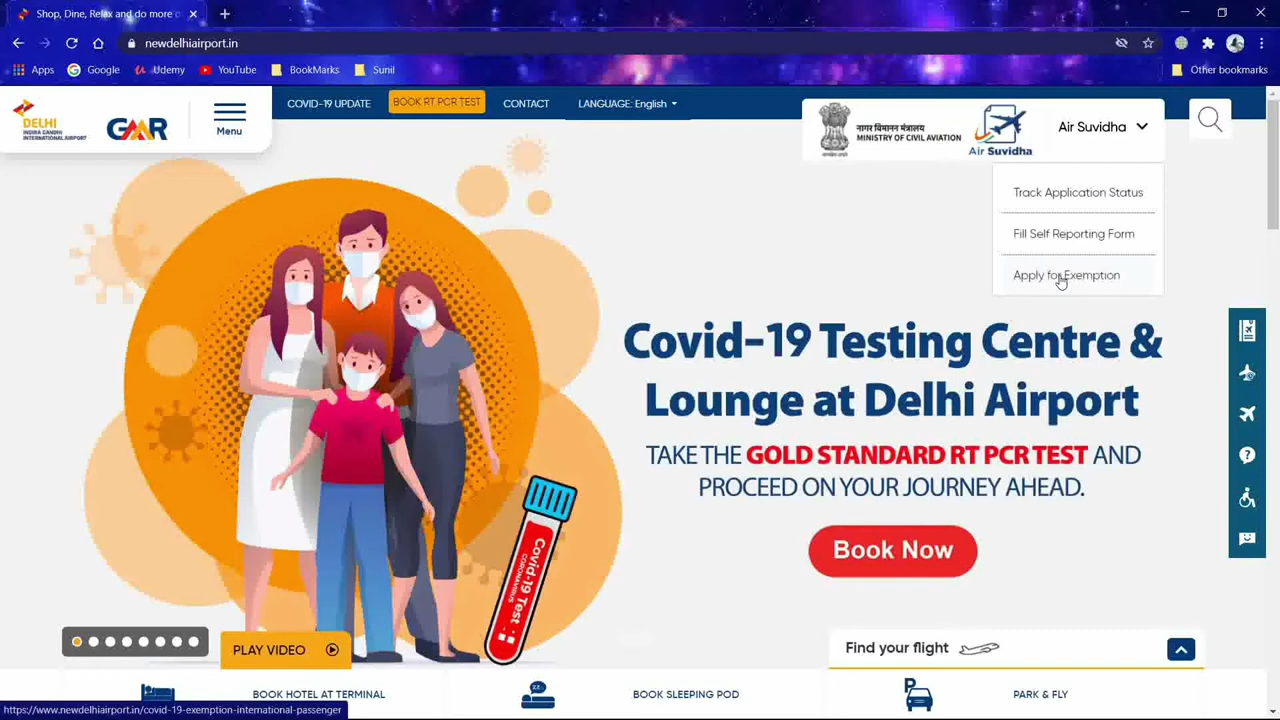 Shop, Dine, Relax and do more
newdelhiairport.in
Apps
Google
Udemy
YouTube
BookMarks
Sunil
Other bookmarks
DELHI
INDIRA GANDHI
INTERNATIONAL AIRPORT
GMR
Menu
COVID-19 UPDATE
BOOK RT PCR TEST
CONTACT
LANGUAGE: English
नागर विमानन मंत्रालय
MINISTRY OF CIVIL AVIATION
Air Suvidha
Air Suvidha
Track Application Status
Fill Self Reporting Form
Apply for Exemption
Covid-19 Testing Centre &
Lounge at Delhi Airport
TAKE THE GOLD STANDARD RT PCR TEST AND
PROCEED ON YOUR JOURNEY AHEAD.
Book Now
Covid-19 Test
CORONAVIRUS
PLAY VIDEO
Find your flight
BOOK HOTEL AT TERMINAL
BOOK SLEEPING POD
PARK & FLY
https://www.newdelhiairport.in/covid-19-exemption-international-passenger